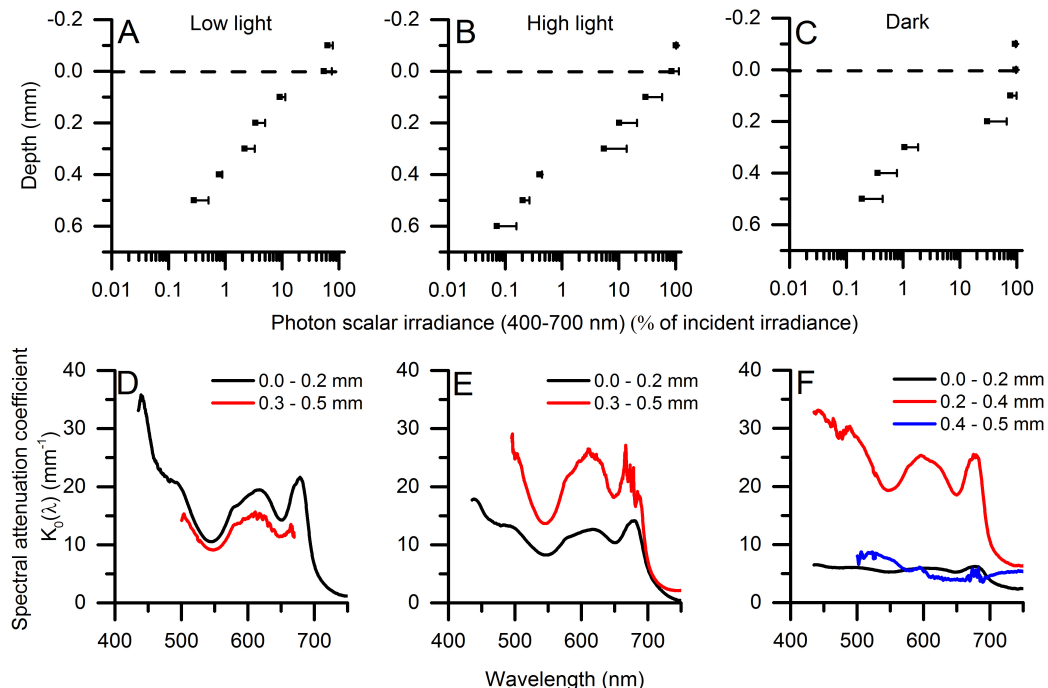 A Low light
B High light
C Dark
-0.2 0.0 0.2 0.4 0.6
-0.2 0.0 0.2 0.4 0.6
-0.2 0.0 0.2 0.4 0.6
Depth (mm)
0.01 0.1 1 10 100
0.01 0.1 1 10 100
0.01 0.1 1 10 100
Photon scalar irradiance (400-700 nm) (% of incident irradiance)
Spectral attenuation coefficient
K₀(λ) (mm⁻¹)
D
0.0 - 0.2 mm
0.3 - 0.5 mm
40 30 20 10 0
400 500 600 700
E
0.0 - 0.2 mm
0.3 - 0.5 mm
40 30 20 10 0
400 500 600 700
F
0.0 - 0.2 mm
0.2 - 0.4 mm
0.4 - 0.5 mm
40 30 20 10 0
400 500 600 700
Wavelength (nm)